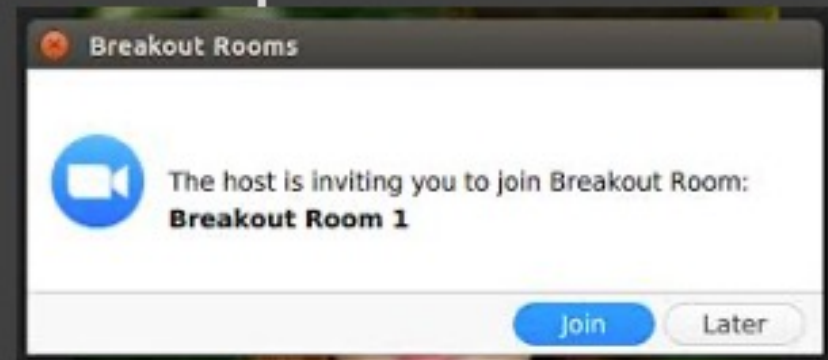 Breakout Rooms
The host is inviting you to join Breakout Room:
Breakout Room 1
Join Later